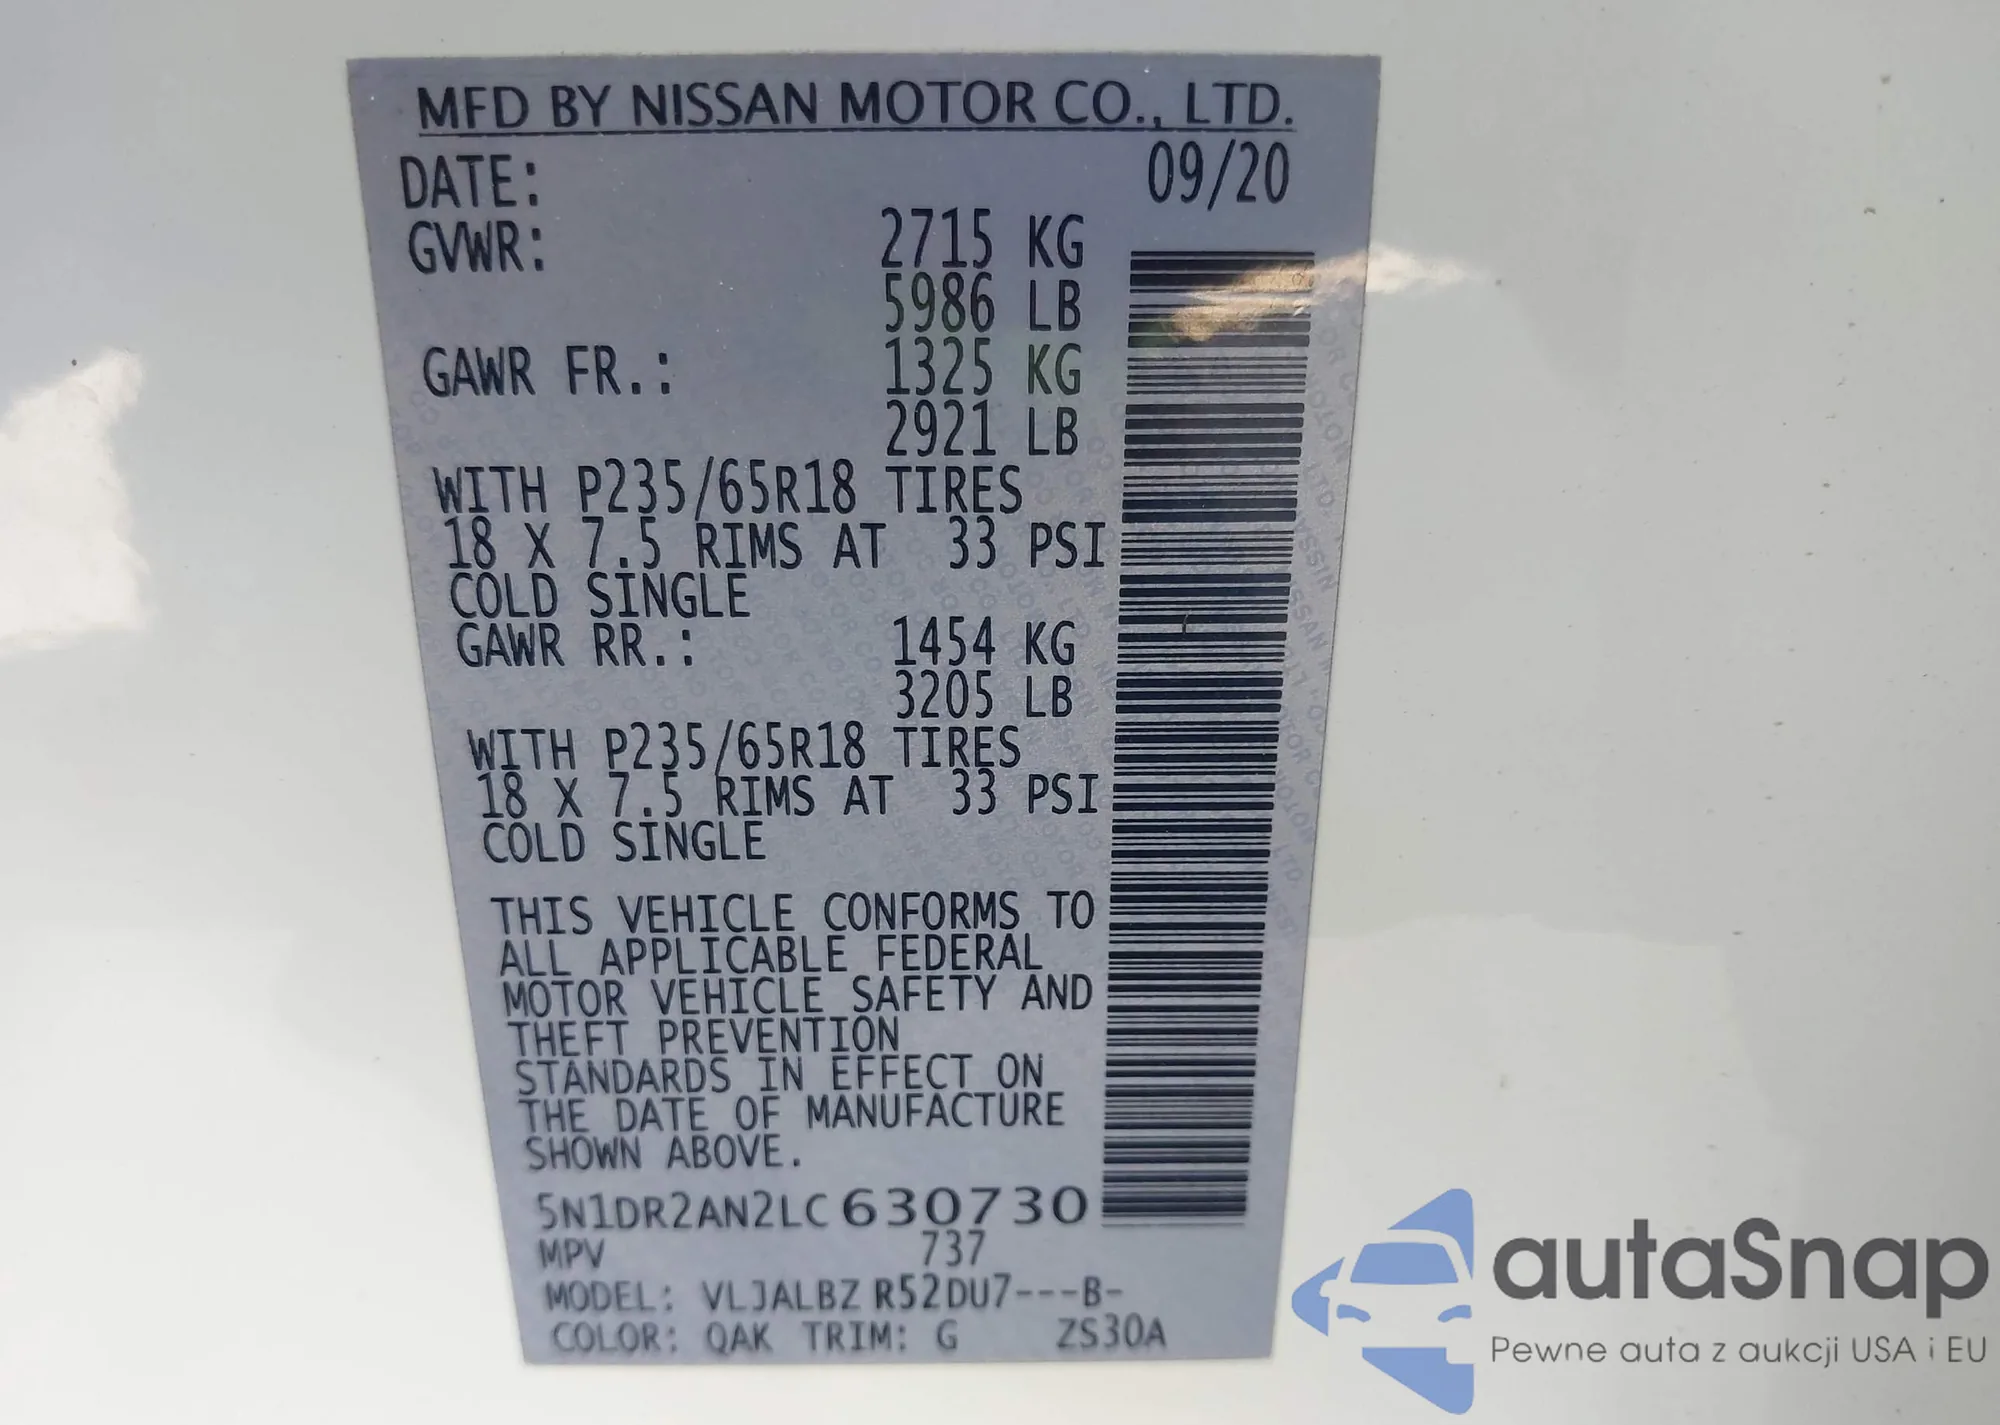 MFD BY NISSAN MOTOR CO., LTD.
DATE: 09/20
GVWR: 2715 KG
5986 LB
GAWR FR.: 1325 KG
2921 LB
WITH P235/65R18 TIRES
18 X 7.5 RIMS AT 33 PSI
COLD SINGLE
GAWR RR.: 1454 KG
3205 LB
WITH P235/65R18 TIRES
18 X 7.5 RIMS AT 33 PSI
COLD SINGLE
THIS VEHICLE CONFORMS TO
ALL APPLICABLE FEDERAL
MOTOR VEHICLE SAFETY AND
THEFT PREVENTION
STANDARDS IN EFFECT ON
THE DATE OF MANUFACTURE
SHOWN ABOVE.
5N1DR2AN2LC630730
MPV 737
MODEL: VLJALBZ R52DU7---B-
COLOR: QAK TRIM: G ZS30A
autaSnap
Pewne auta z aukcji USA i EU